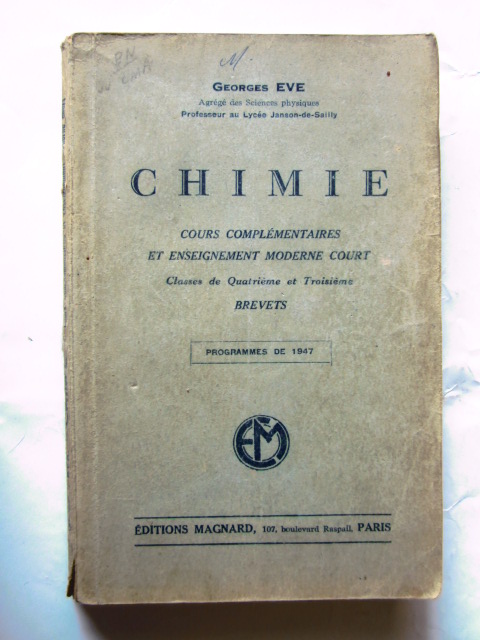 M.
Georges EVE
Agrégé des Sciences physiques
Professeur au Lycée Janson-de-Sailly
CHIMIE
COURS COMPLÉMENTAIRES
ET ENSEIGNEMENT MODERNE COURT
Classes de Quatrième et Troisième
BREVETS
PROGRAMMES DE 1947
EM
ÉDITIONS MAGNARD, 107, boulevard Raspail, PARIS